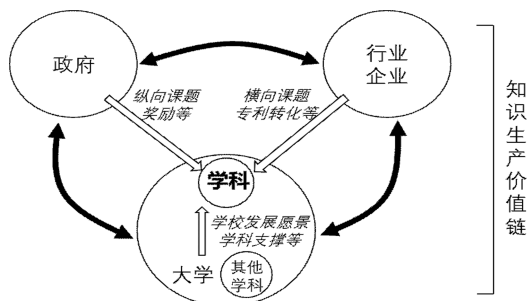 政府
行业
企业
纵向课题
奖励等
横向课题
专利转化等
学科
学校发展愿景
学科支撑等
大学
其他
学科
知识生产价值链